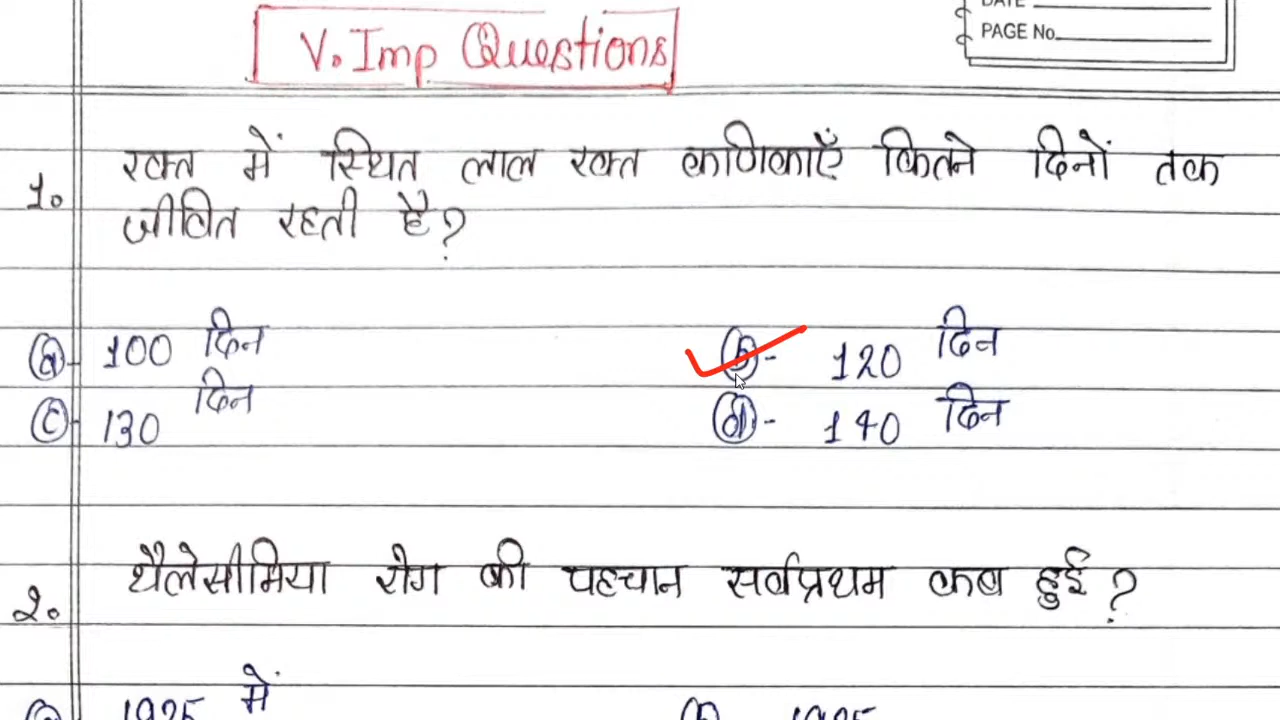 DATE
PAGE No.
V. Imp Questions
1. रक्त में स्थित लाल रक्त कणिकाएँ कितने दिनों तक
जीवित रहती है?
(a)- 100 दिन (b)- 120 दिन
(c)- 130 दिन (d)- 140 दिन
2. थैलेसीमिया रोग की पहचान सर्वप्रथम कब हुई?
1925 में